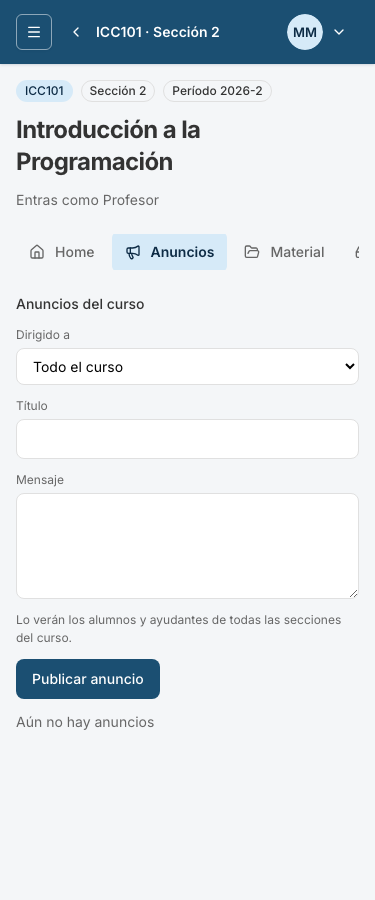 ICC101 · Sección 2
MM
ICC101
Sección 2
Período 2026-2
Introducción a la
Programación
Entras como Profesor
Home
Anuncios
Material
Anuncios del curso
Dirigido a
Todo el curso
Título
Mensaje
Lo verán los alumnos y ayudantes de todas las secciones
del curso.
Publicar anuncio
Aún no hay anuncios